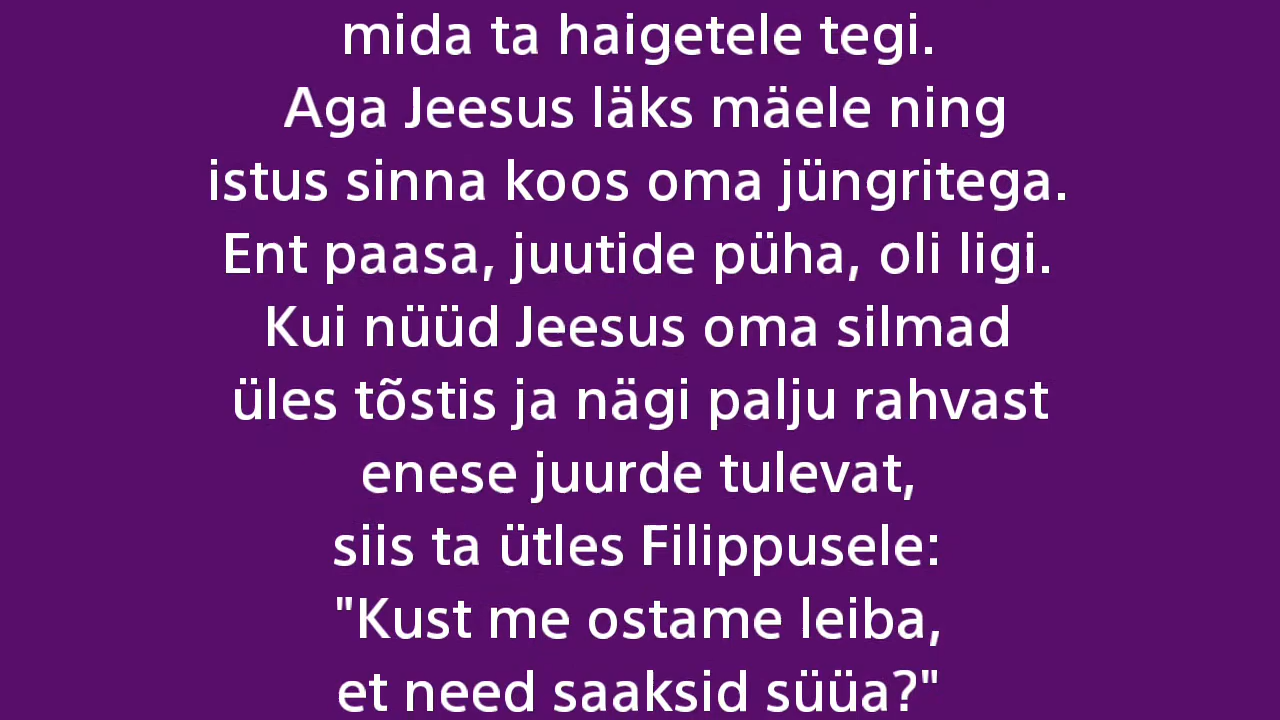 mida ta haigetele tegi.
Aga Jeesus läks mäele ning
istus sinna koos oma jüngritega.
Ent paasa, juutide püha, oli ligi.
Kui nüüd Jeesus oma silmad
üles tõstis ja nägi palju rahvast
enese juurde tulevat,
siis ta ütles Filippusele:
"Kust me ostame leiba,
et need saaksid süüa?"